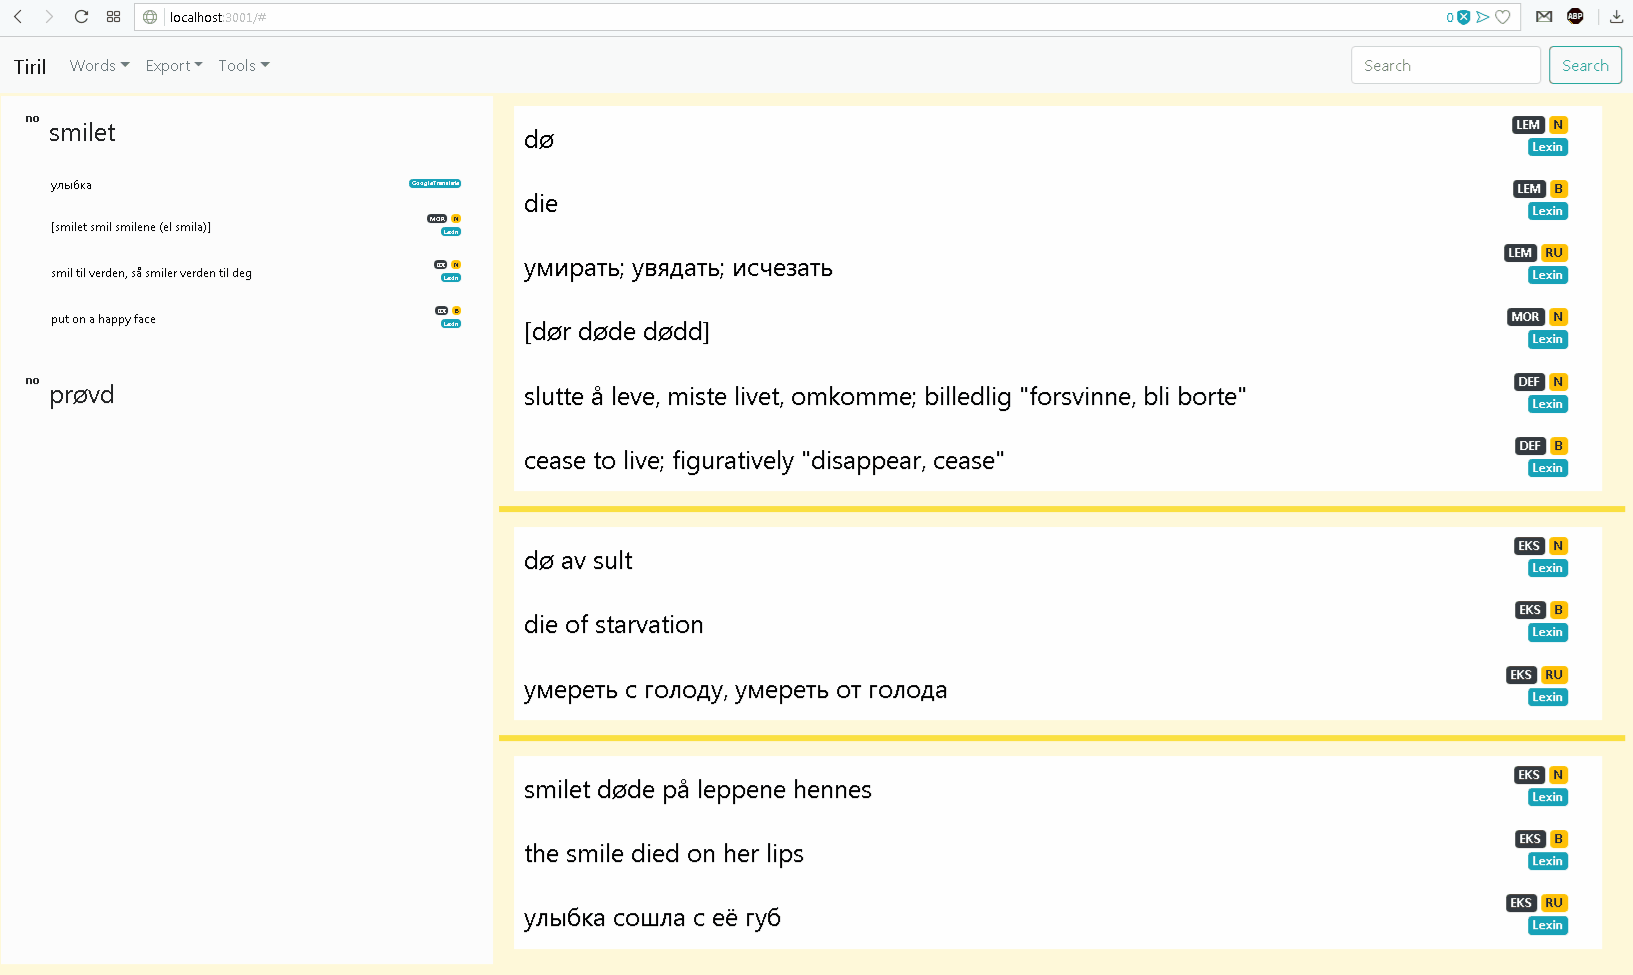 localhost:3001/#
0
ABP
Tiril Words Export Tools Search Search
no
smilet
улыбка GoogleTranslate
[smilet smil smilene (el smila)] MOR N
Lexin
smil til verden, så smiler verden til deg N
Lexin
put on a happy face B
Lexin
no
prøvd
dø LEM N
Lexin
die LEM B
Lexin
умирать; увядать; исчезать LEM RU
Lexin
[dør døde dødd] MOR N
Lexin
slutte å leve, miste livet, omkomme; billedlig "forsvinne, bli borte" DEF N
Lexin
cease to live; figuratively "disappear, cease" DEF B
Lexin
dø av sult EKS N
Lexin
die of starvation EKS B
Lexin
умереть с голоду, умереть от голода EKS RU
Lexin
smilet døde på leppene hennes EKS N
Lexin
the smile died on her lips EKS B
Lexin
улыбка сошла с её губ EKS RU
Lexin